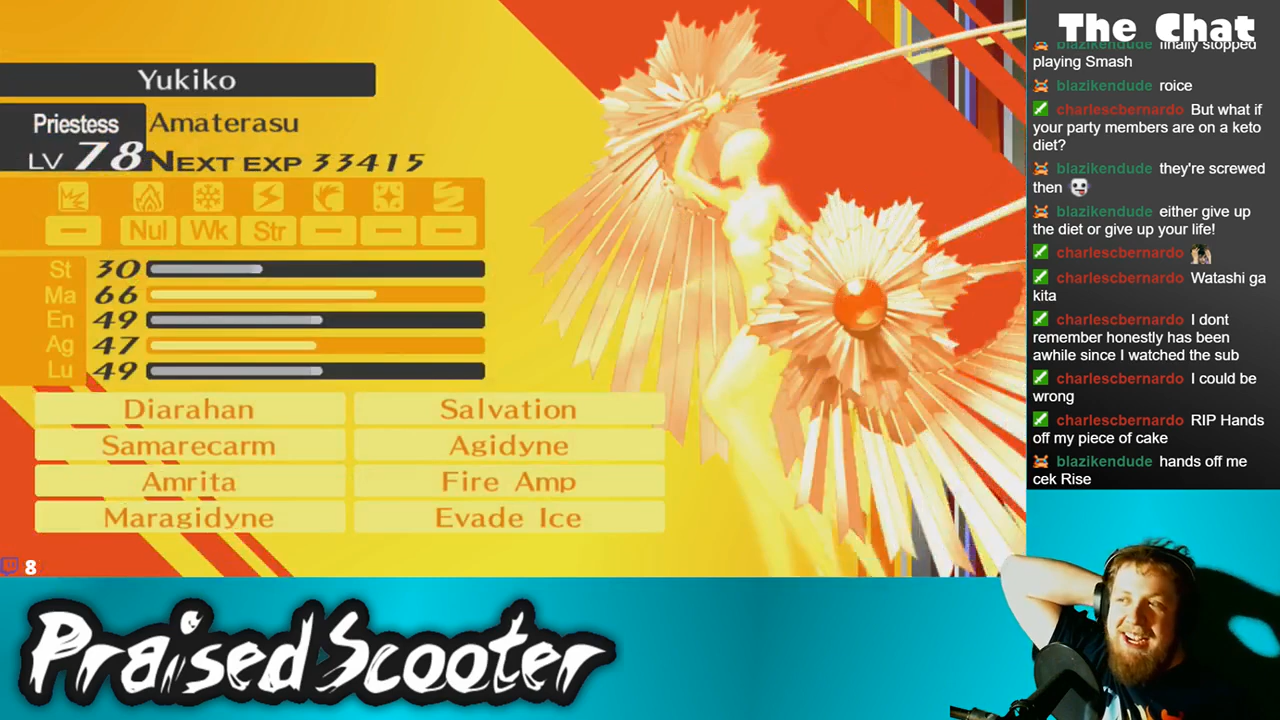 Yukiko
Priestess
Amaterasu
LV 78
NEXT EXP 33415
– Nul Wk Str – – –
St 30
Ma 66
En 49
Ag 47
Lu 49
Diarahan Salvation
Samarecarm Agidyne
Amrita Fire Amp
Maragidyne Evade Ice
8
PraisedScooter
The Chat
blazikendude finally stopped
playing Smash
blazikendude roice
charlescbernardo But what if
your party members are on a keto
diet?
blazikendude they're screwed
then
blazikendude either give up
the diet or give up your life!
charlescbernardo
charlescbernardo Watashi ga
kita
charlescbernardo I dont
remember honestly has been
awhile since I watched the sub
charlescbernardo I could be
wrong
charlescbernardo RIP Hands
off my piece of cake
blazikendude hands off me
cek Rise